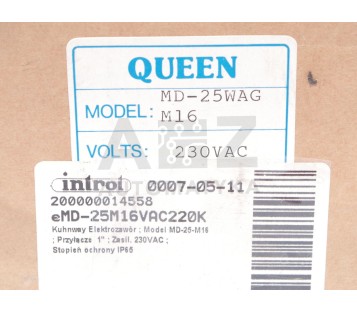 QUEEN
MODEL: MD-25WAG
M16
VOLTS: 230VAC
introl 0007-05-11
200000014558
eMD-25M16VAC220K
Kuhnway Elektrozawór ; Model MD-25-M16
; Przyłącze 1" ; Zasil. 230VAC ;
Stopień ochrony IP65